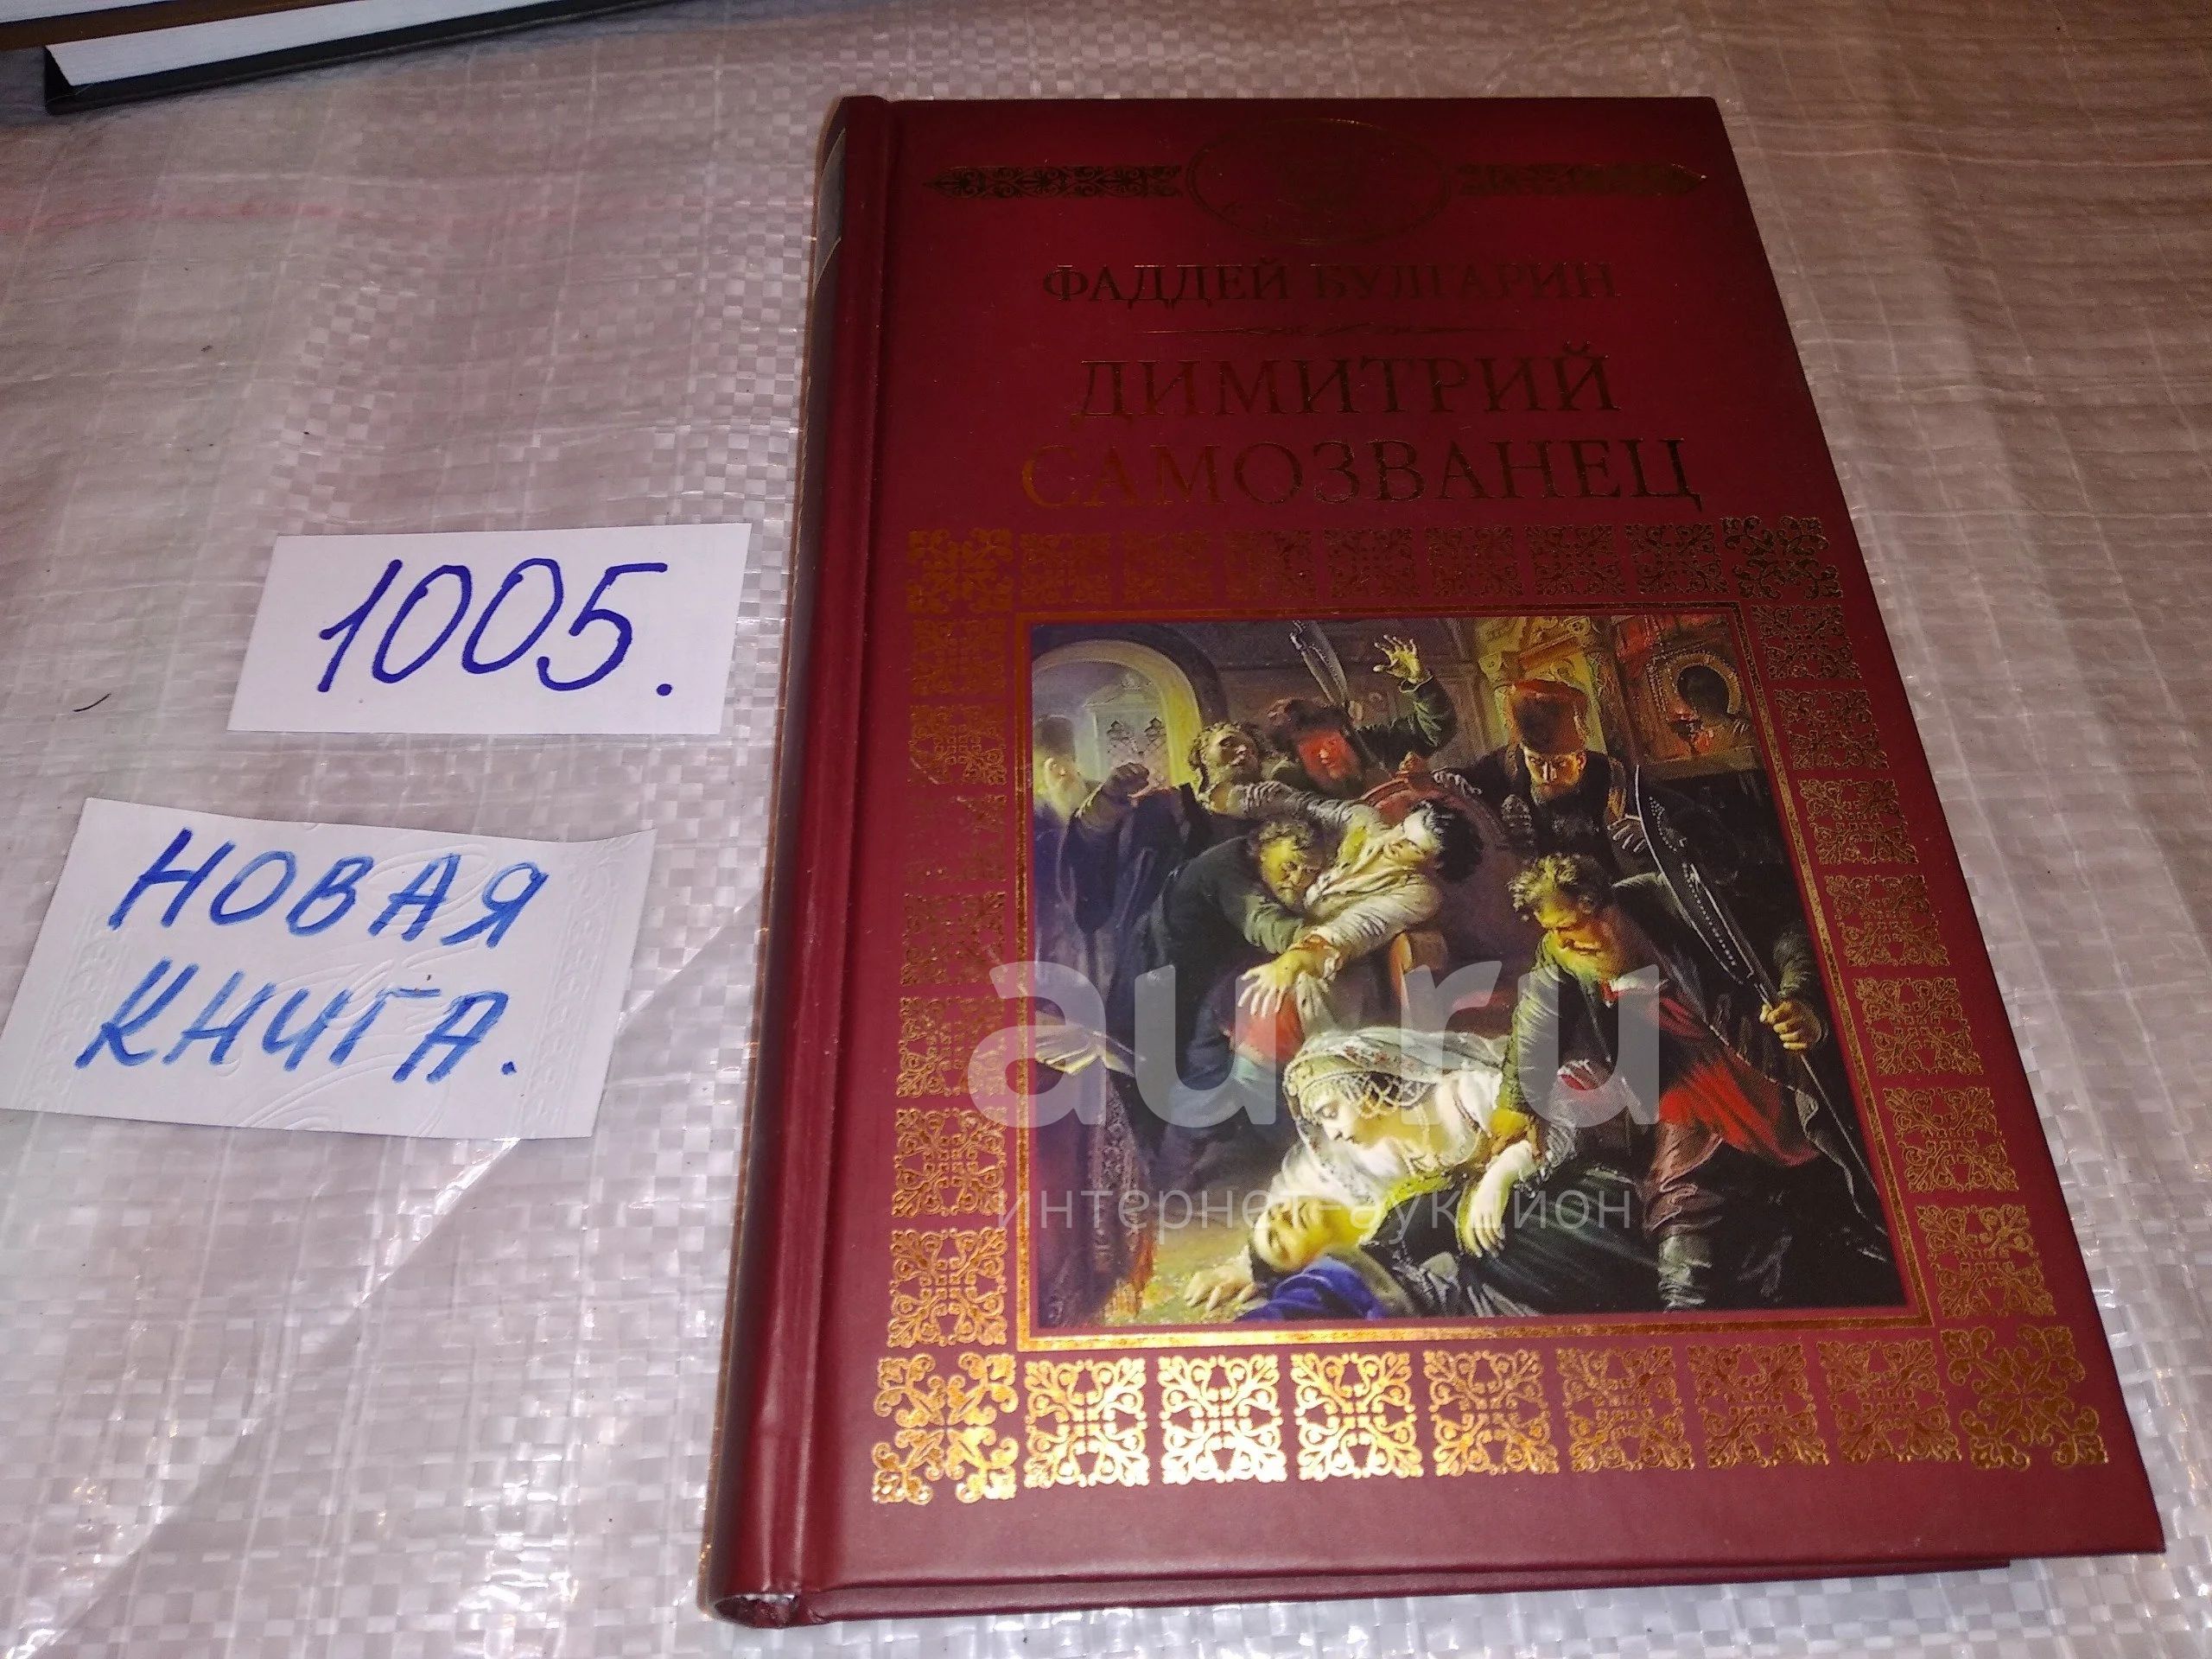 ФАДДЕЙ БУЛГАРИН
ДИМИТРИЙ
САМОЗВАНЕЦ
1005.
НОВАЯ
КНИГА.
au.ru
интернет-аукцион